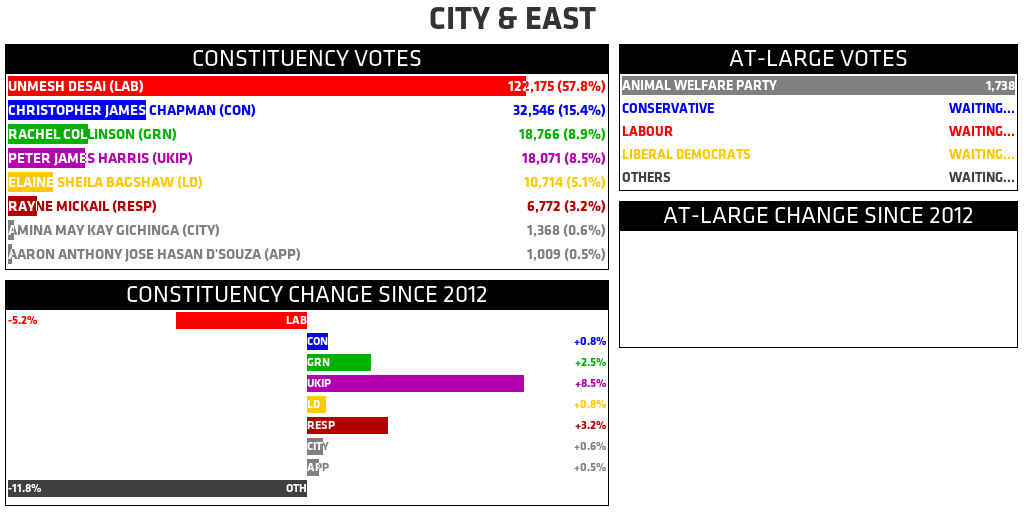 CITY & EAST
CONSTITUENCY VOTES
UNMESH DESAI (LAB) 122,175 (57.8%)
CHRISTOPHER JAMES CHAPMAN (CON) 32,546 (15.4%)
RACHEL COLLINSON (GRN) 18,766 (8.9%)
PETER JAMES HARRIS (UKIP) 18,071 (8.5%)
ELAINE SHEILA BAGSHAW (LD) 10,714 (5.1%)
RAYNE MICKAIL (RESP) 6,772 (3.2%)
AMINA MAY KAY GICHINGA (CITY) 1,368 (0.6%)
AARON ANTHONY JOSE HASAN D'SOUZA (APP) 1,009 (0.5%)
CONSTITUENCY CHANGE SINCE 2012
-5.2% LAB
CON +0.8%
GRN +2.5%
UKIP +8.5%
LD +0.8%
RESP +3.2%
CITY +0.6%
APP +0.5%
-11.8% OTH
AT-LARGE VOTES
ANIMAL WELFARE PARTY 1,738
CONSERVATIVE WAITING...
LABOUR WAITING...
LIBERAL DEMOCRATS WAITING...
OTHERS WAITING...
AT-LARGE CHANGE SINCE 2012